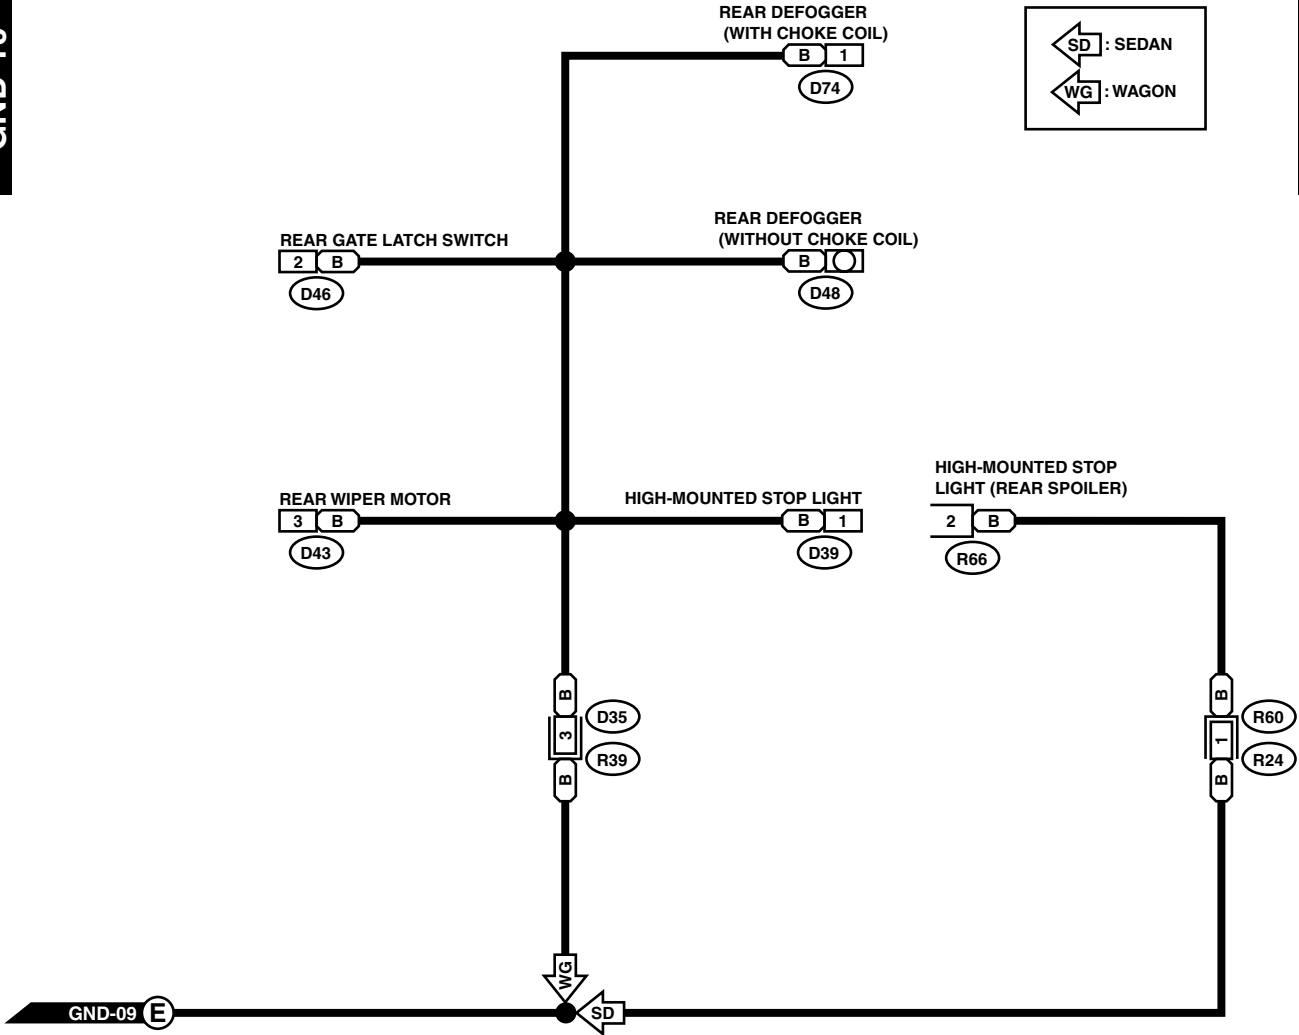 REAR DEFOGGER
(WITH CHOKE COIL)
B 1
D74
SD : SEDAN
WG : WAGON
REAR GATE LATCH SWITCH
2 B
D46
REAR DEFOGGER
(WITHOUT CHOKE COIL)
B
D48
REAR WIPER MOTOR
3 B
D43
HIGH-MOUNTED STOP LIGHT
B 1
D39
HIGH-MOUNTED STOP
LIGHT (REAR SPOILER)
2 B
R66
B
D35
3
R39
B
B
R60
1
R24
B
WG
SD
GND-09 E